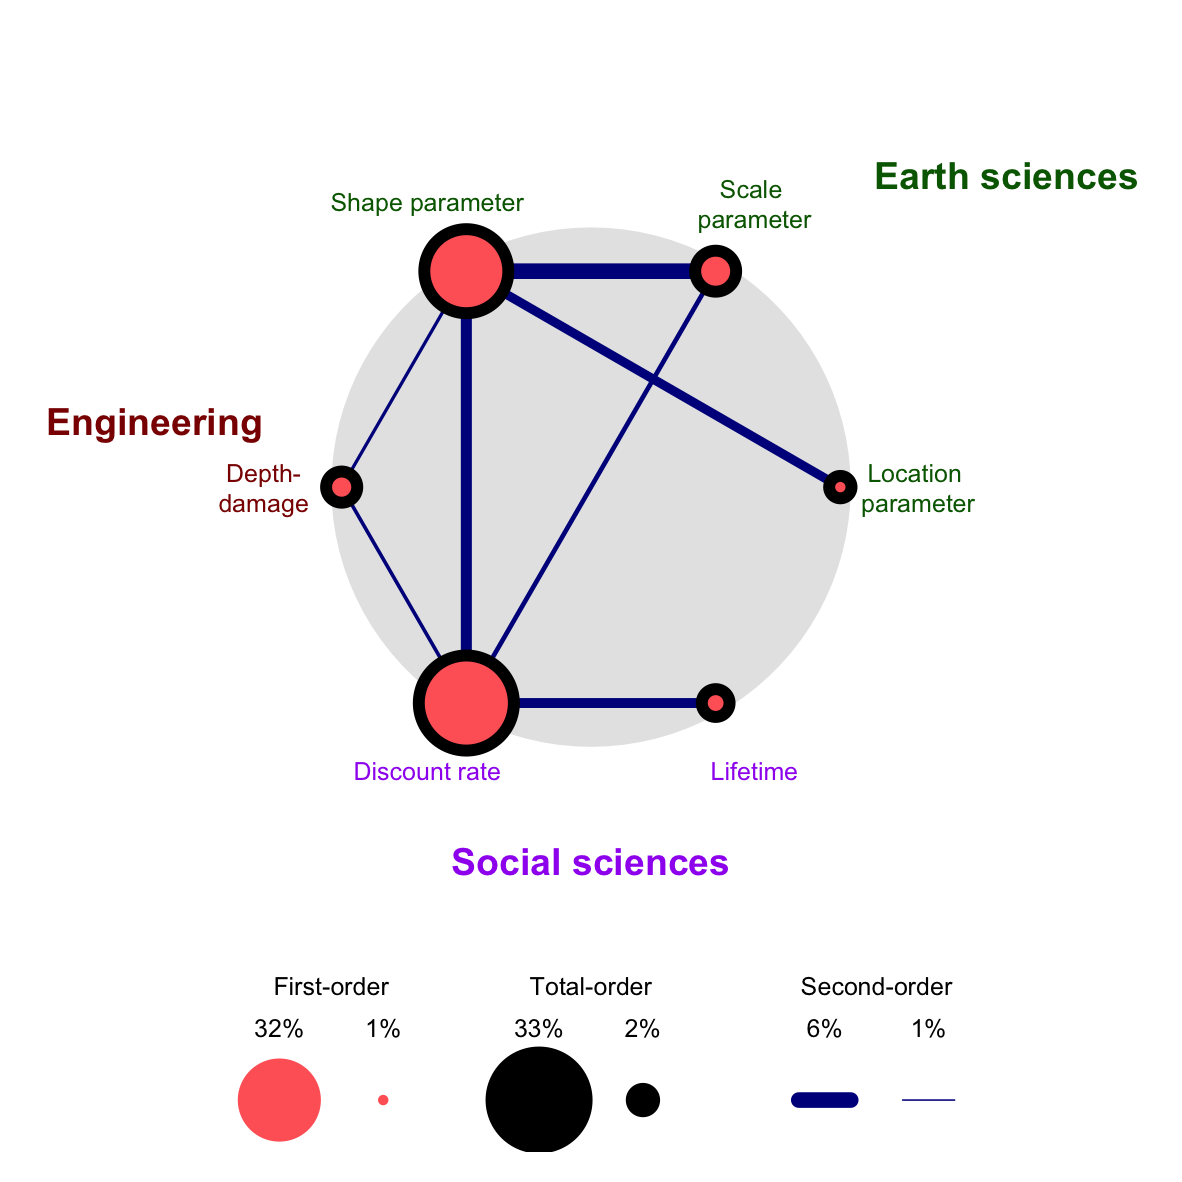 Earth sciences
Shape parameter
Scale
parameter
Engineering
Depth-
damage
Location
parameter
Discount rate
Lifetime
Social sciences
First-order
Total-order
Second-order
32%
1%
33%
2%
6%
1%